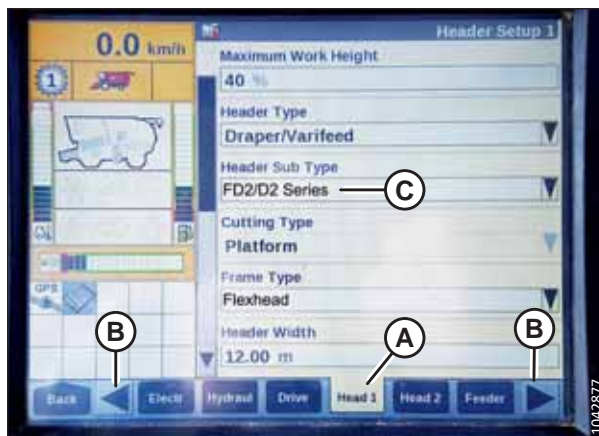 0.0 km/h
Header Setup 1
1
Maximum Work Height
40 %
Header Type
Draper/Varifeed
Header Sub Type
FD2/D2 Series
C
Cutting Type
Platform
Frame Type
Flexhead
GPS
Header Width
12.00 m
B
A
B
Back
Electr
Hydraul
Drive
Head 1
Head 2
Feeder
1042877